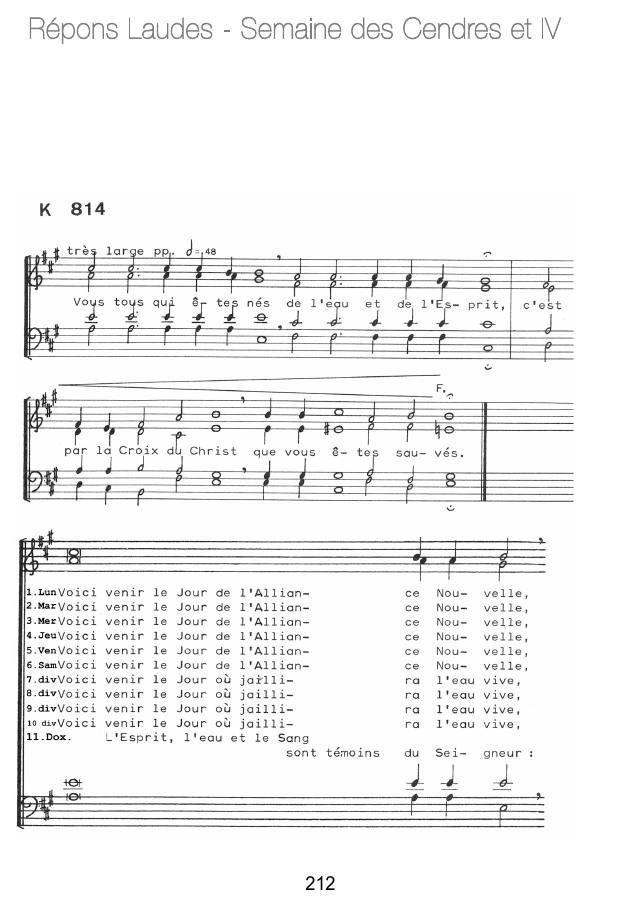 Répons Laudes - Semaine des Cendres et IV
K 814
très large pp. 𝅗𝅥 = 48
Vous tous qui ê- tes nés de l'eau et de l'Es- prit, c'est
F.
par la Croix du Christ que vous ê- tes sau- vés.
1.Lun Voici venir le Jour de l'Allian- ce Nou- velle,
2.Mar Voici venir le Jour de l'Allian- ce Nou- velle,
3.Mer Voici venir le Jour de l'Allian- ce Nou- velle,
4.Jeu Voici venir le Jour de l'Allian- ce Nou- velle,
5.Ven Voici venir le Jour de l'Allian- ce Nou- velle,
6.Sam Voici venir le Jour de l'Allian- ce Nou- velle,
7.div Voici venir le Jour où jailli- ra l'eau vive,
8.div Voici venir le Jour où jailli- ra l'eau vive,
9.div Voici venir le Jour où jailli- ra l'eau vive,
10 div Voici venir le Jour où jailli- ra l'eau vive,
11.Dox. L'Esprit, l'eau et le Sang
sont témoins du Sei- gneur :
212